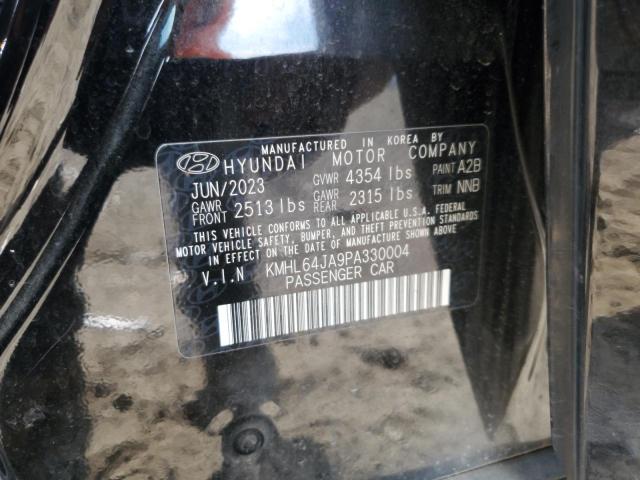 MANUFACTURED IN KOREA BY
HYUNDAI MOTOR COMPANY
JUN/2023 GVWR 4354 lbs PAINT A2B
GAWR FRONT 2513 lbs GAWR REAR 2315 lbs TRIM NNB
THIS VEHICLE CONFORMS TO ALL APPLICABLE U.S.A. FEDERAL
MOTOR VEHICLE SAFETY, BUMPER, AND THEFT PREVENTION STANDARDS
IN EFFECT ON THE DATE OF MANUFACTURE SHOWN ABOVE.
V.I.N KMHL64JA9PA330004
PASSENGER CAR